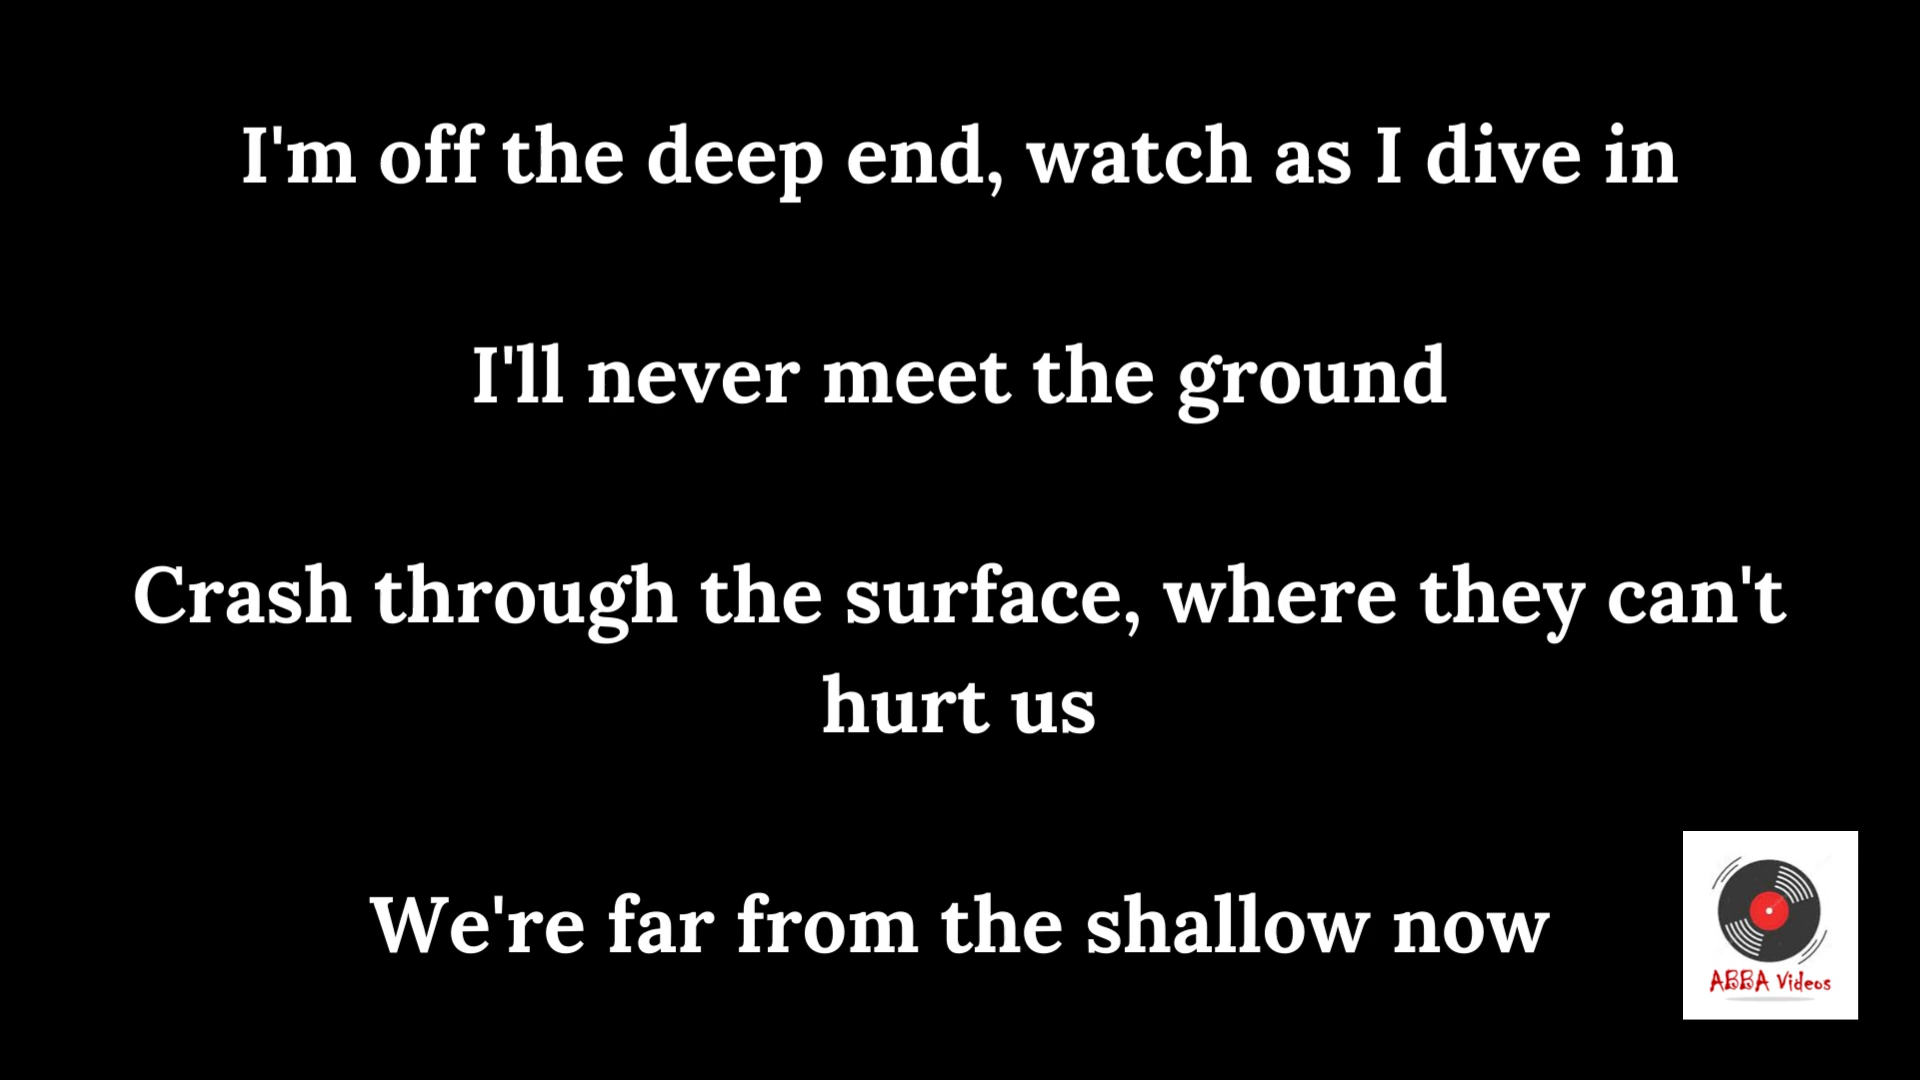 I'm off the deep end, watch as I dive in
I'll never meet the ground
Crash through the surface, where they can't
hurt us
We're far from the shallow now
ABBA Videos